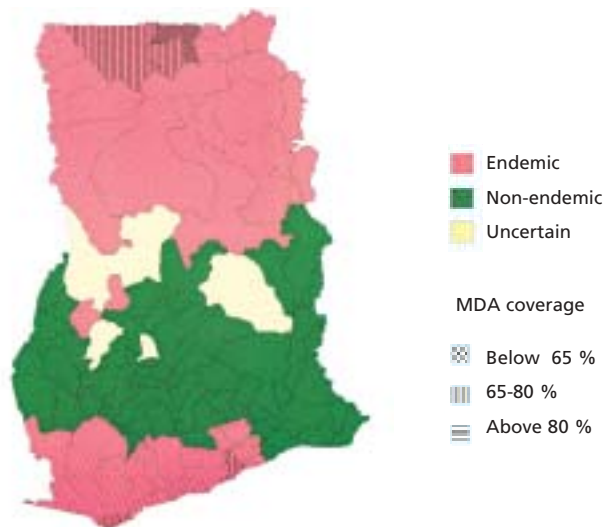 Endemic
Non-endemic
Uncertain
MDA coverage
Below 65 %
65-80 %
Above 80 %